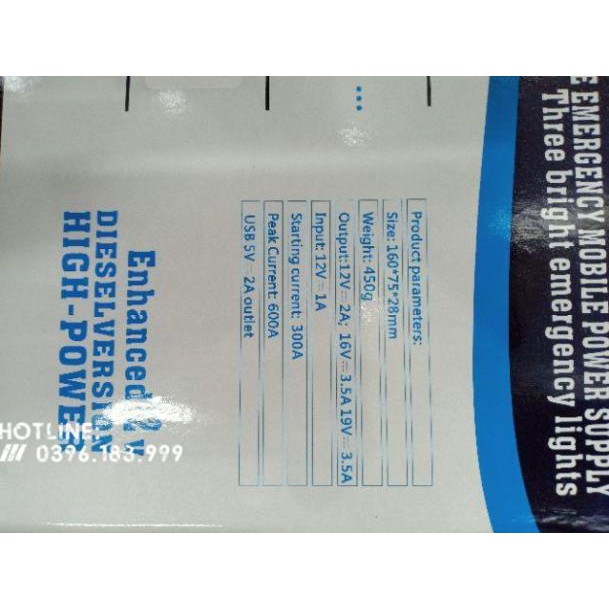 E EMERGENCY MOBILE POWER SUPPLY
Three bright emergency lights
Product parameters:
Size: 160*75*28mm
Weight: 450g
Output:12V⎓2A; 16V⎓3.5A 19V⎓3.5A
Input: 12V⎓1A
Starting current: 300A
Peak Current: 600A
USB 5V⎓2A outlet
Enhanced 12 v
DIESELVERSION
HIGH-POWER
HOTLINE:
0396.183.999